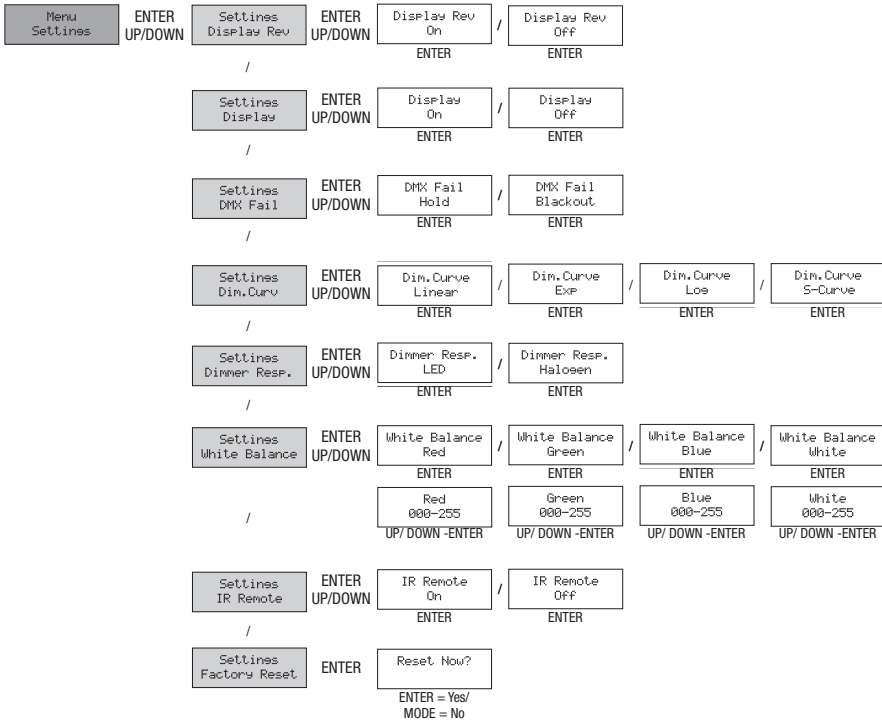 Menu
Settings
ENTER
UP/DOWN
Settings
Display Rev
ENTER
UP/DOWN
Display Rev
On
ENTER
/
Display Rev
Off
ENTER
/
Settings
Display
ENTER
UP/DOWN
Display
On
ENTER
/
Display
Off
ENTER
/
Settings
DMX Fail
ENTER
UP/DOWN
DMX Fail
Hold
ENTER
/
DMX Fail
Blackout
ENTER
/
Settings
Dim.Curv
ENTER
UP/DOWN
Dim.Curve
Linear
ENTER
/
Dim.Curve
Exp
ENTER
/
Dim.Curve
Log
ENTER
/
Dim.Curve
S-Curve
ENTER
/
Settings
Dimmer Resp.
ENTER
UP/DOWN
Dimmer Resp.
LED
ENTER
/
Dimmer Resp.
Halogen
ENTER
/
Settings
White Balance
ENTER
UP/DOWN
White Balance
Red
ENTER
/
White Balance
Green
ENTER
/
White Balance
Blue
ENTER
/
White Balance
White
ENTER
/
Red
000-255
UP/ DOWN -ENTER
Green
000-255
UP/ DOWN -ENTER
Blue
000-255
UP/ DOWN -ENTER
White
000-255
UP/ DOWN -ENTER
Settings
IR Remote
ENTER
UP/DOWN
IR Remote
On
ENTER
/
IR Remote
Off
ENTER
/
Settings
Factory Reset
ENTER
Reset Now?
ENTER = Yes/
MODE = No